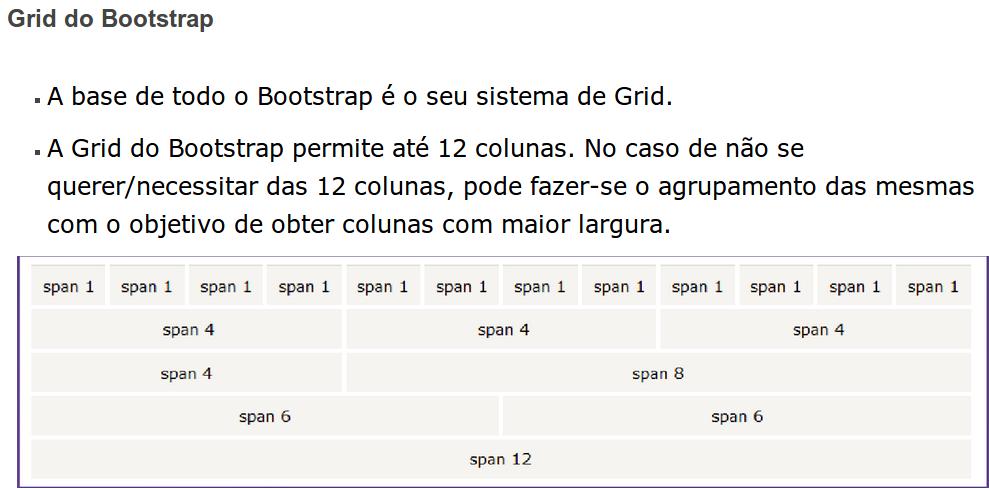 Grid do Bootstrap
▪ A base de todo o Bootstrap é o seu sistema de Grid.
▪ A Grid do Bootstrap permite até 12 colunas. No caso de não se
querer/necessitar das 12 colunas, pode fazer-se o agrupamento das mesmas
com o objetivo de obter colunas com maior largura.
span 1 span 1 span 1 span 1 span 1 span 1 span 1 span 1 span 1 span 1 span 1 span 1
span 4 span 4 span 4
span 4 span 8
span 6 span 6
span 12